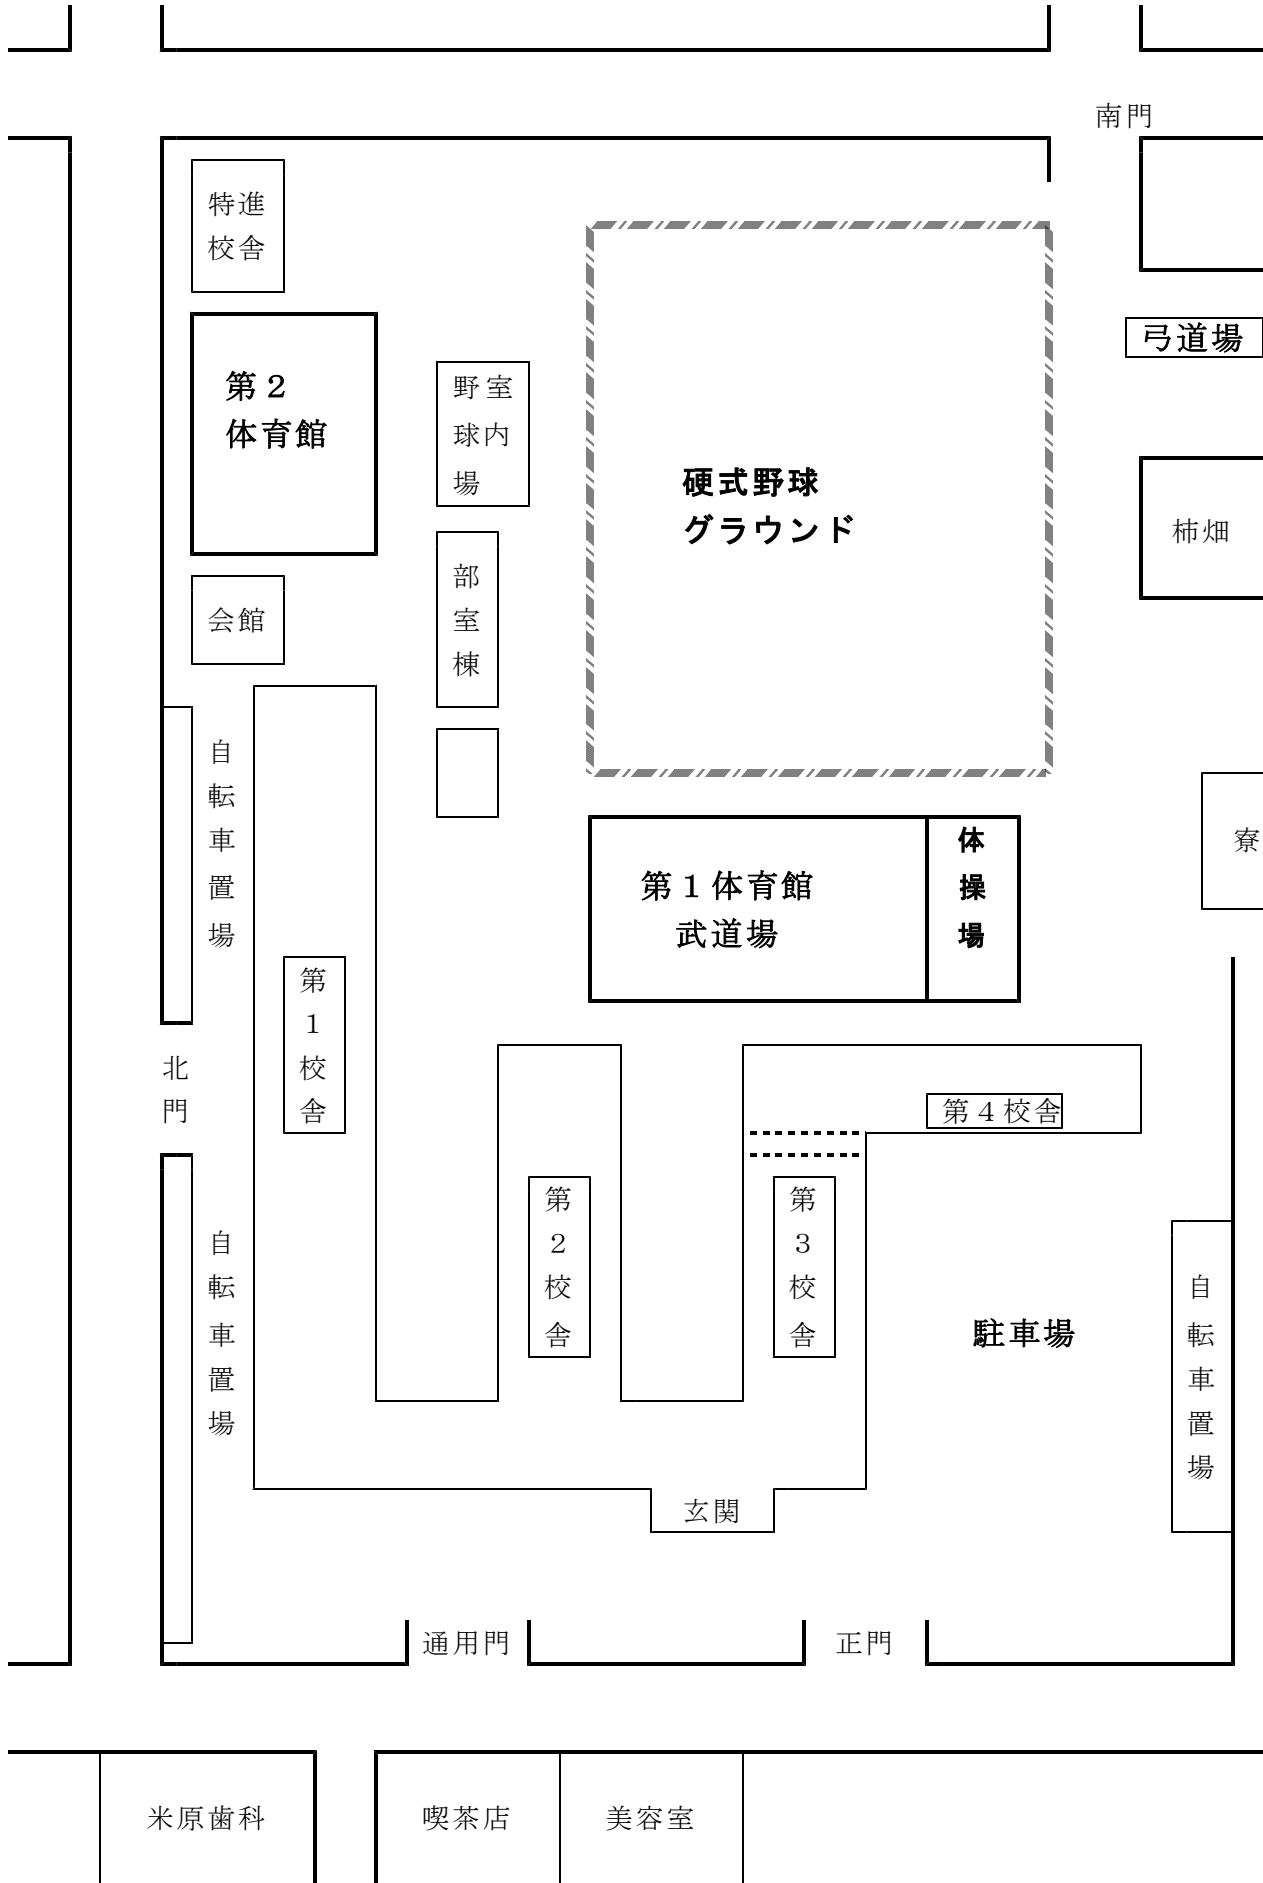 南門
特進
校舎
弓道場
第２
体育館
野室
球内
場
硬式野球
グラウンド
柿畑
部室棟
会館
自転車置場
寮
第１体育館
武道場
体操場
第１校舎
北門
第４校舎
第２校舎
第３校舎
自転車置場
駐車場
自転車置場
玄関
通用門
正門
米原歯科
喫茶店
美容室